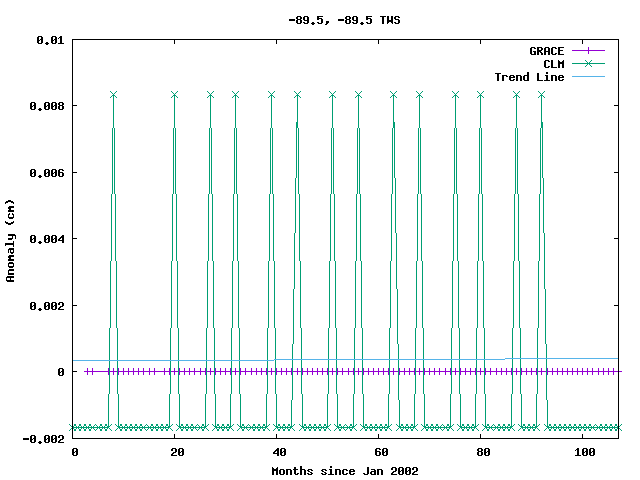 -89.5, -89.5 TWS
GRACE
CLM
Trend Line
0.01
0.008
0.006
0.004
0.002
0
-0.002
Anomaly (cm)
0 20 40 60 80 100
Months since Jan 2002